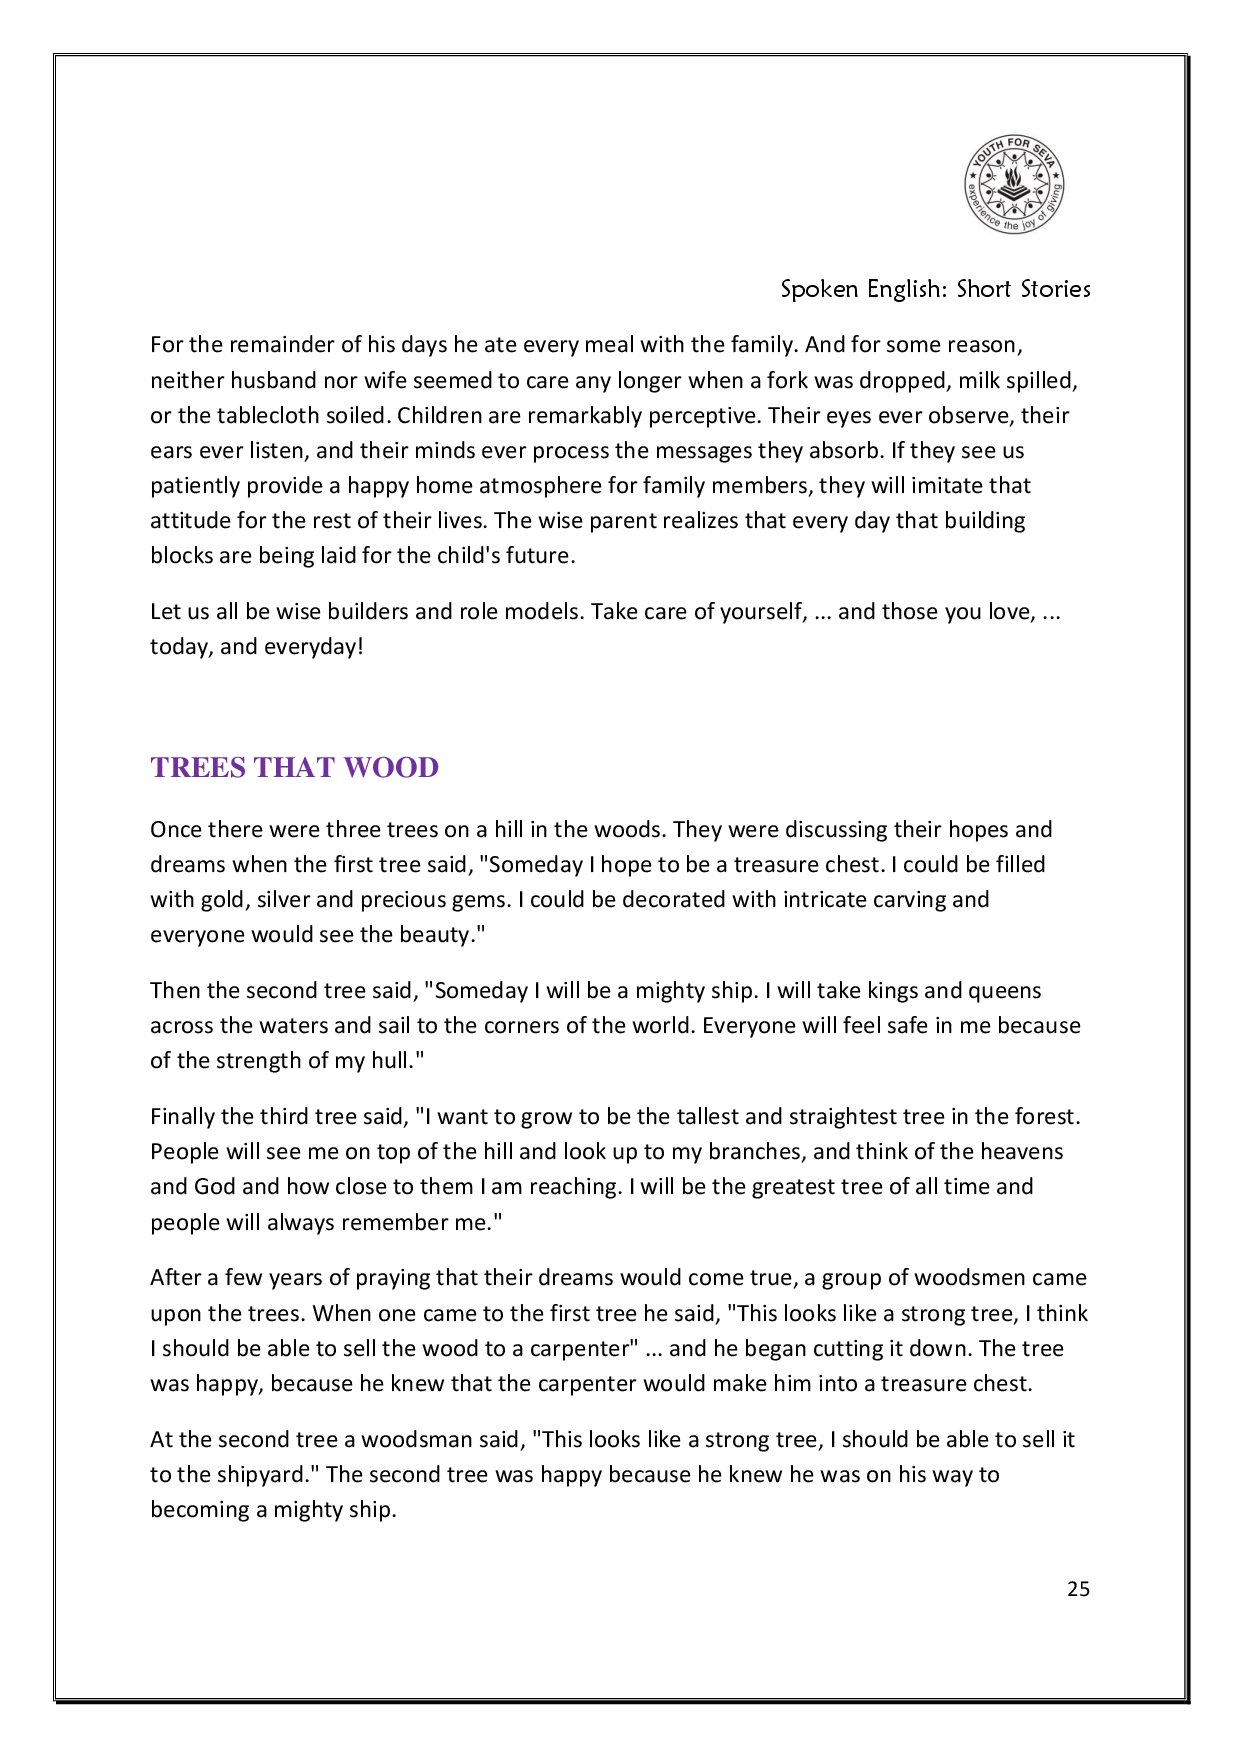 YOUTH FOR SEVA
experience the joy of giving
Spoken English: Short Stories
For the remainder of his days he ate every meal with the family. And for some reason,
neither husband nor wife seemed to care any longer when a fork was dropped, milk spilled,
or the tablecloth soiled. Children are remarkably perceptive. Their eyes ever observe, their
ears ever listen, and their minds ever process the messages they absorb. If they see us
patiently provide a happy home atmosphere for family members, they will imitate that
attitude for the rest of their lives. The wise parent realizes that every day that building
blocks are being laid for the child's future.
Let us all be wise builders and role models. Take care of yourself, ... and those you love, ...
today, and everyday!
TREES THAT WOOD
Once there were three trees on a hill in the woods. They were discussing their hopes and
dreams when the first tree said, "Someday I hope to be a treasure chest. I could be filled
with gold, silver and precious gems. I could be decorated with intricate carving and
everyone would see the beauty."
Then the second tree said, "Someday I will be a mighty ship. I will take kings and queens
across the waters and sail to the corners of the world. Everyone will feel safe in me because
of the strength of my hull."
Finally the third tree said, "I want to grow to be the tallest and straightest tree in the forest.
People will see me on top of the hill and look up to my branches, and think of the heavens
and God and how close to them I am reaching. I will be the greatest tree of all time and
people will always remember me."
After a few years of praying that their dreams would come true, a group of woodsmen came
upon the trees. When one came to the first tree he said, "This looks like a strong tree, I think
I should be able to sell the wood to a carpenter" ... and he began cutting it down. The tree
was happy, because he knew that the carpenter would make him into a treasure chest.
At the second tree a woodsman said, "This looks like a strong tree, I should be able to sell it
to the shipyard." The second tree was happy because he knew he was on his way to
becoming a mighty ship.
25